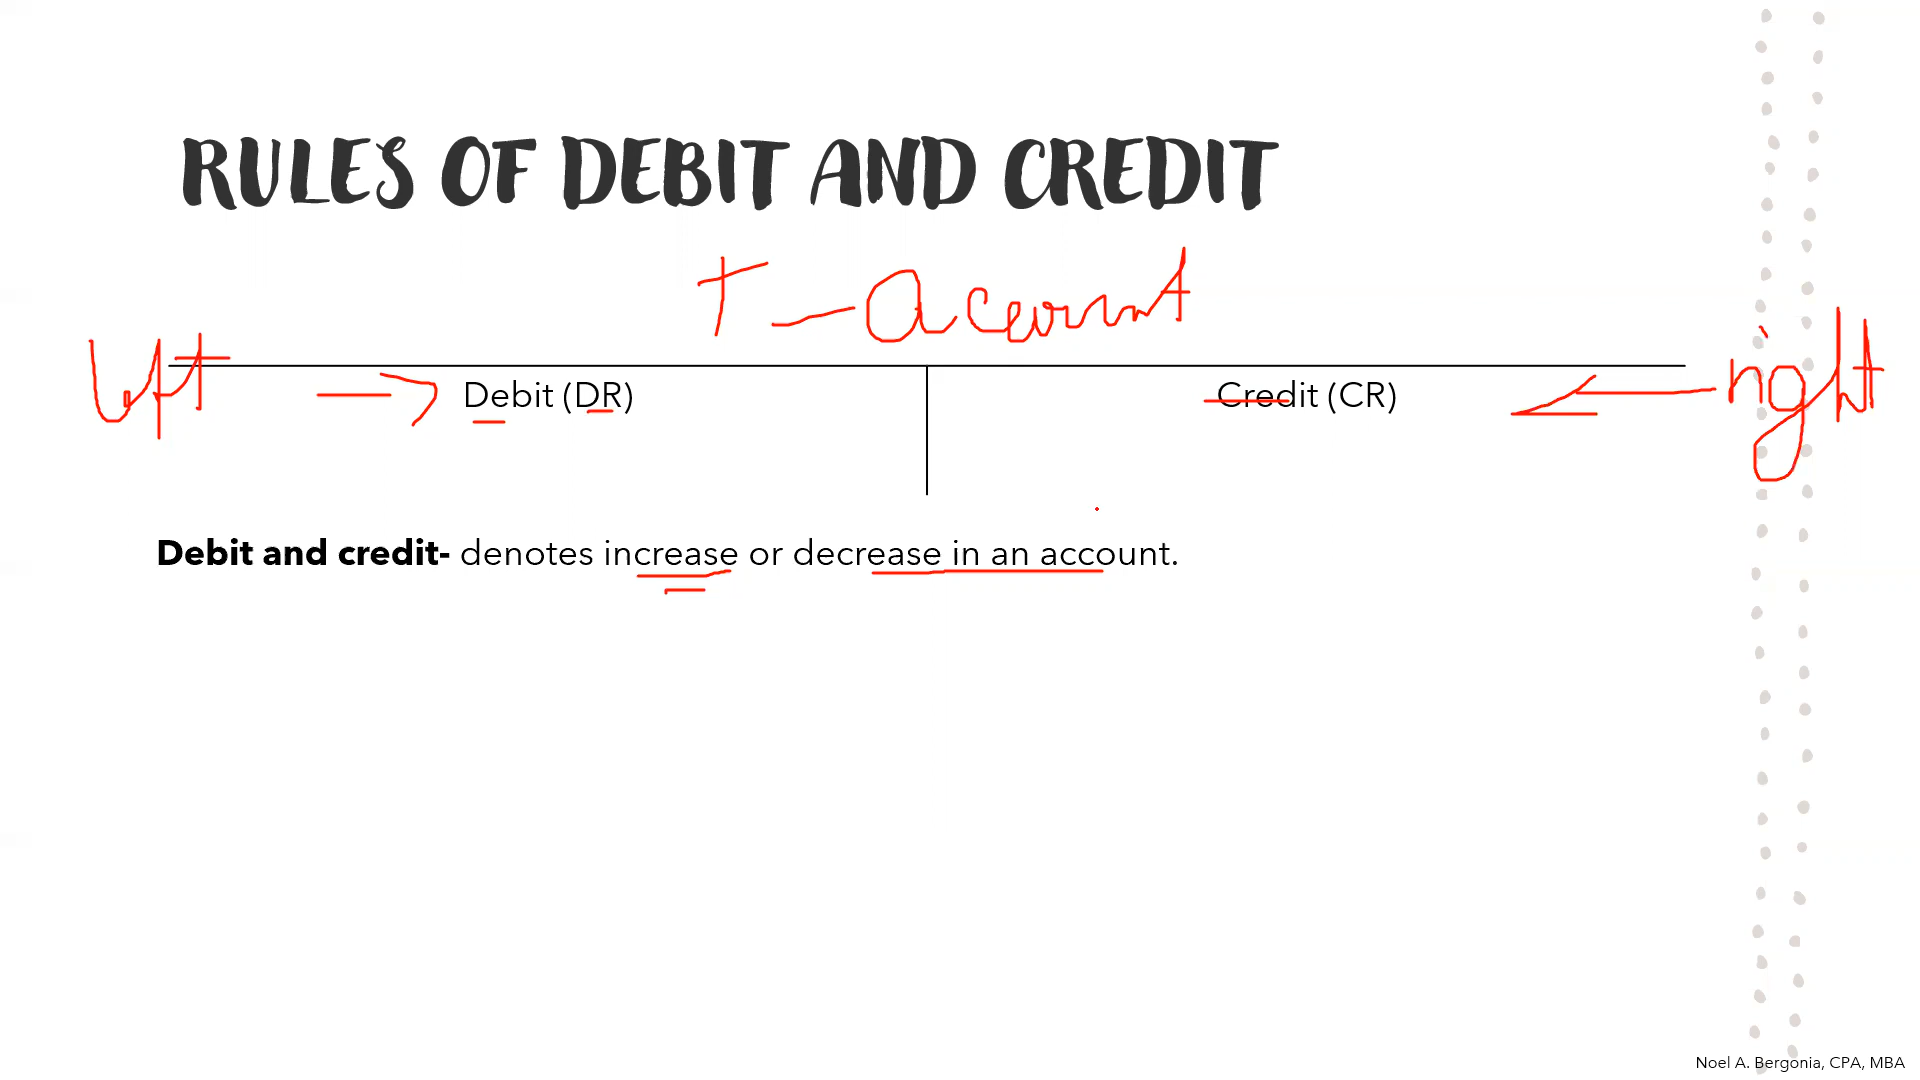 RULES OF DEBIT AND CREDIT
T - Account
left Debit (DR) Credit (CR) right
Debit and credit- denotes increase or decrease in an account.
Noel A. Bergonia, CPA, MBA